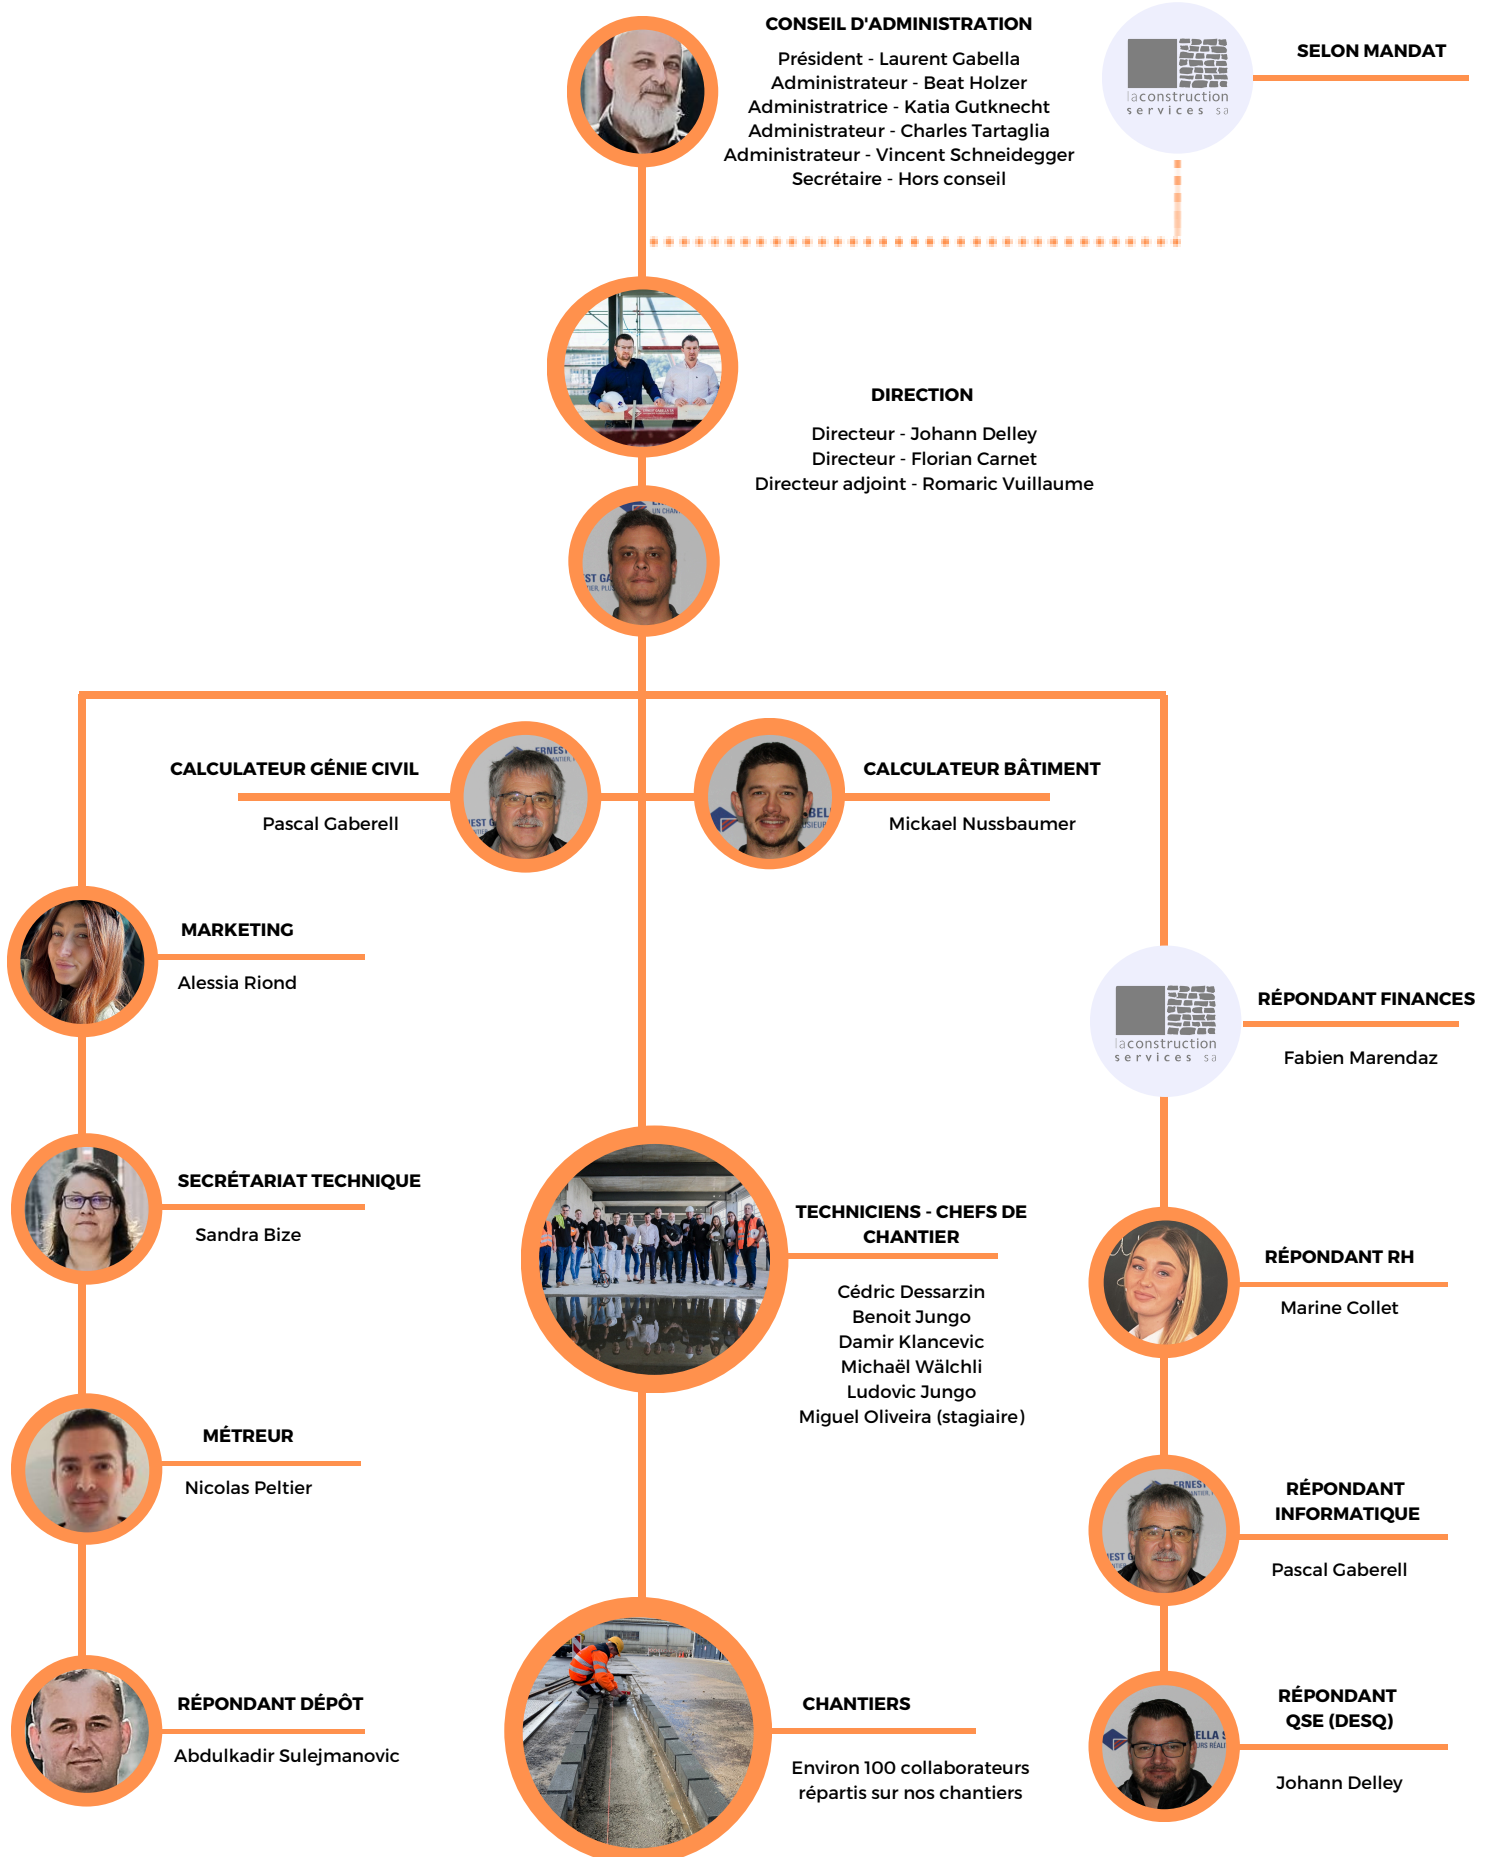 CONSEIL D'ADMINISTRATION
Président - Laurent Gabella
Administrateur - Beat Holzer
Administratrice - Katia Gutknecht
Administrateur - Charles Tartaglia
Administrateur - Vincent Schneidegger
Secrétaire - Hors conseil
laconstruction
services sa
SELON MANDAT
DIRECTION
Directeur - Johann Delley
Directeur - Florian Carnet
Directeur adjoint - Romaric Vuillaume
CALCULATEUR GÉNIE CIVIL
Pascal Gaberell
CALCULATEUR BÂTIMENT
Mickael Nussbaumer
MARKETING
Alessia Riond
laconstruction
services sa
RÉPONDANT FINANCES
Fabien Marendaz
SECRÉTARIAT TECHNIQUE
Sandra Bize
TECHNICIENS - CHEFS DE
CHANTIER
Cédric Dessarzin
Benoit Jungo
Damir Klancevic
Michaël Wälchli
Ludovic Jungo
Miguel Oliveira (stagiaire)
RÉPONDANT RH
Marine Collet
MÉTREUR
Nicolas Peltier
RÉPONDANT
INFORMATIQUE
Pascal Gaberell
RÉPONDANT DÉPÔT
Abdulkadir Sulejmanovic
CHANTIERS
Environ 100 collaborateurs
répartis sur nos chantiers
RÉPONDANT
QSE (DESQ)
Johann Delley